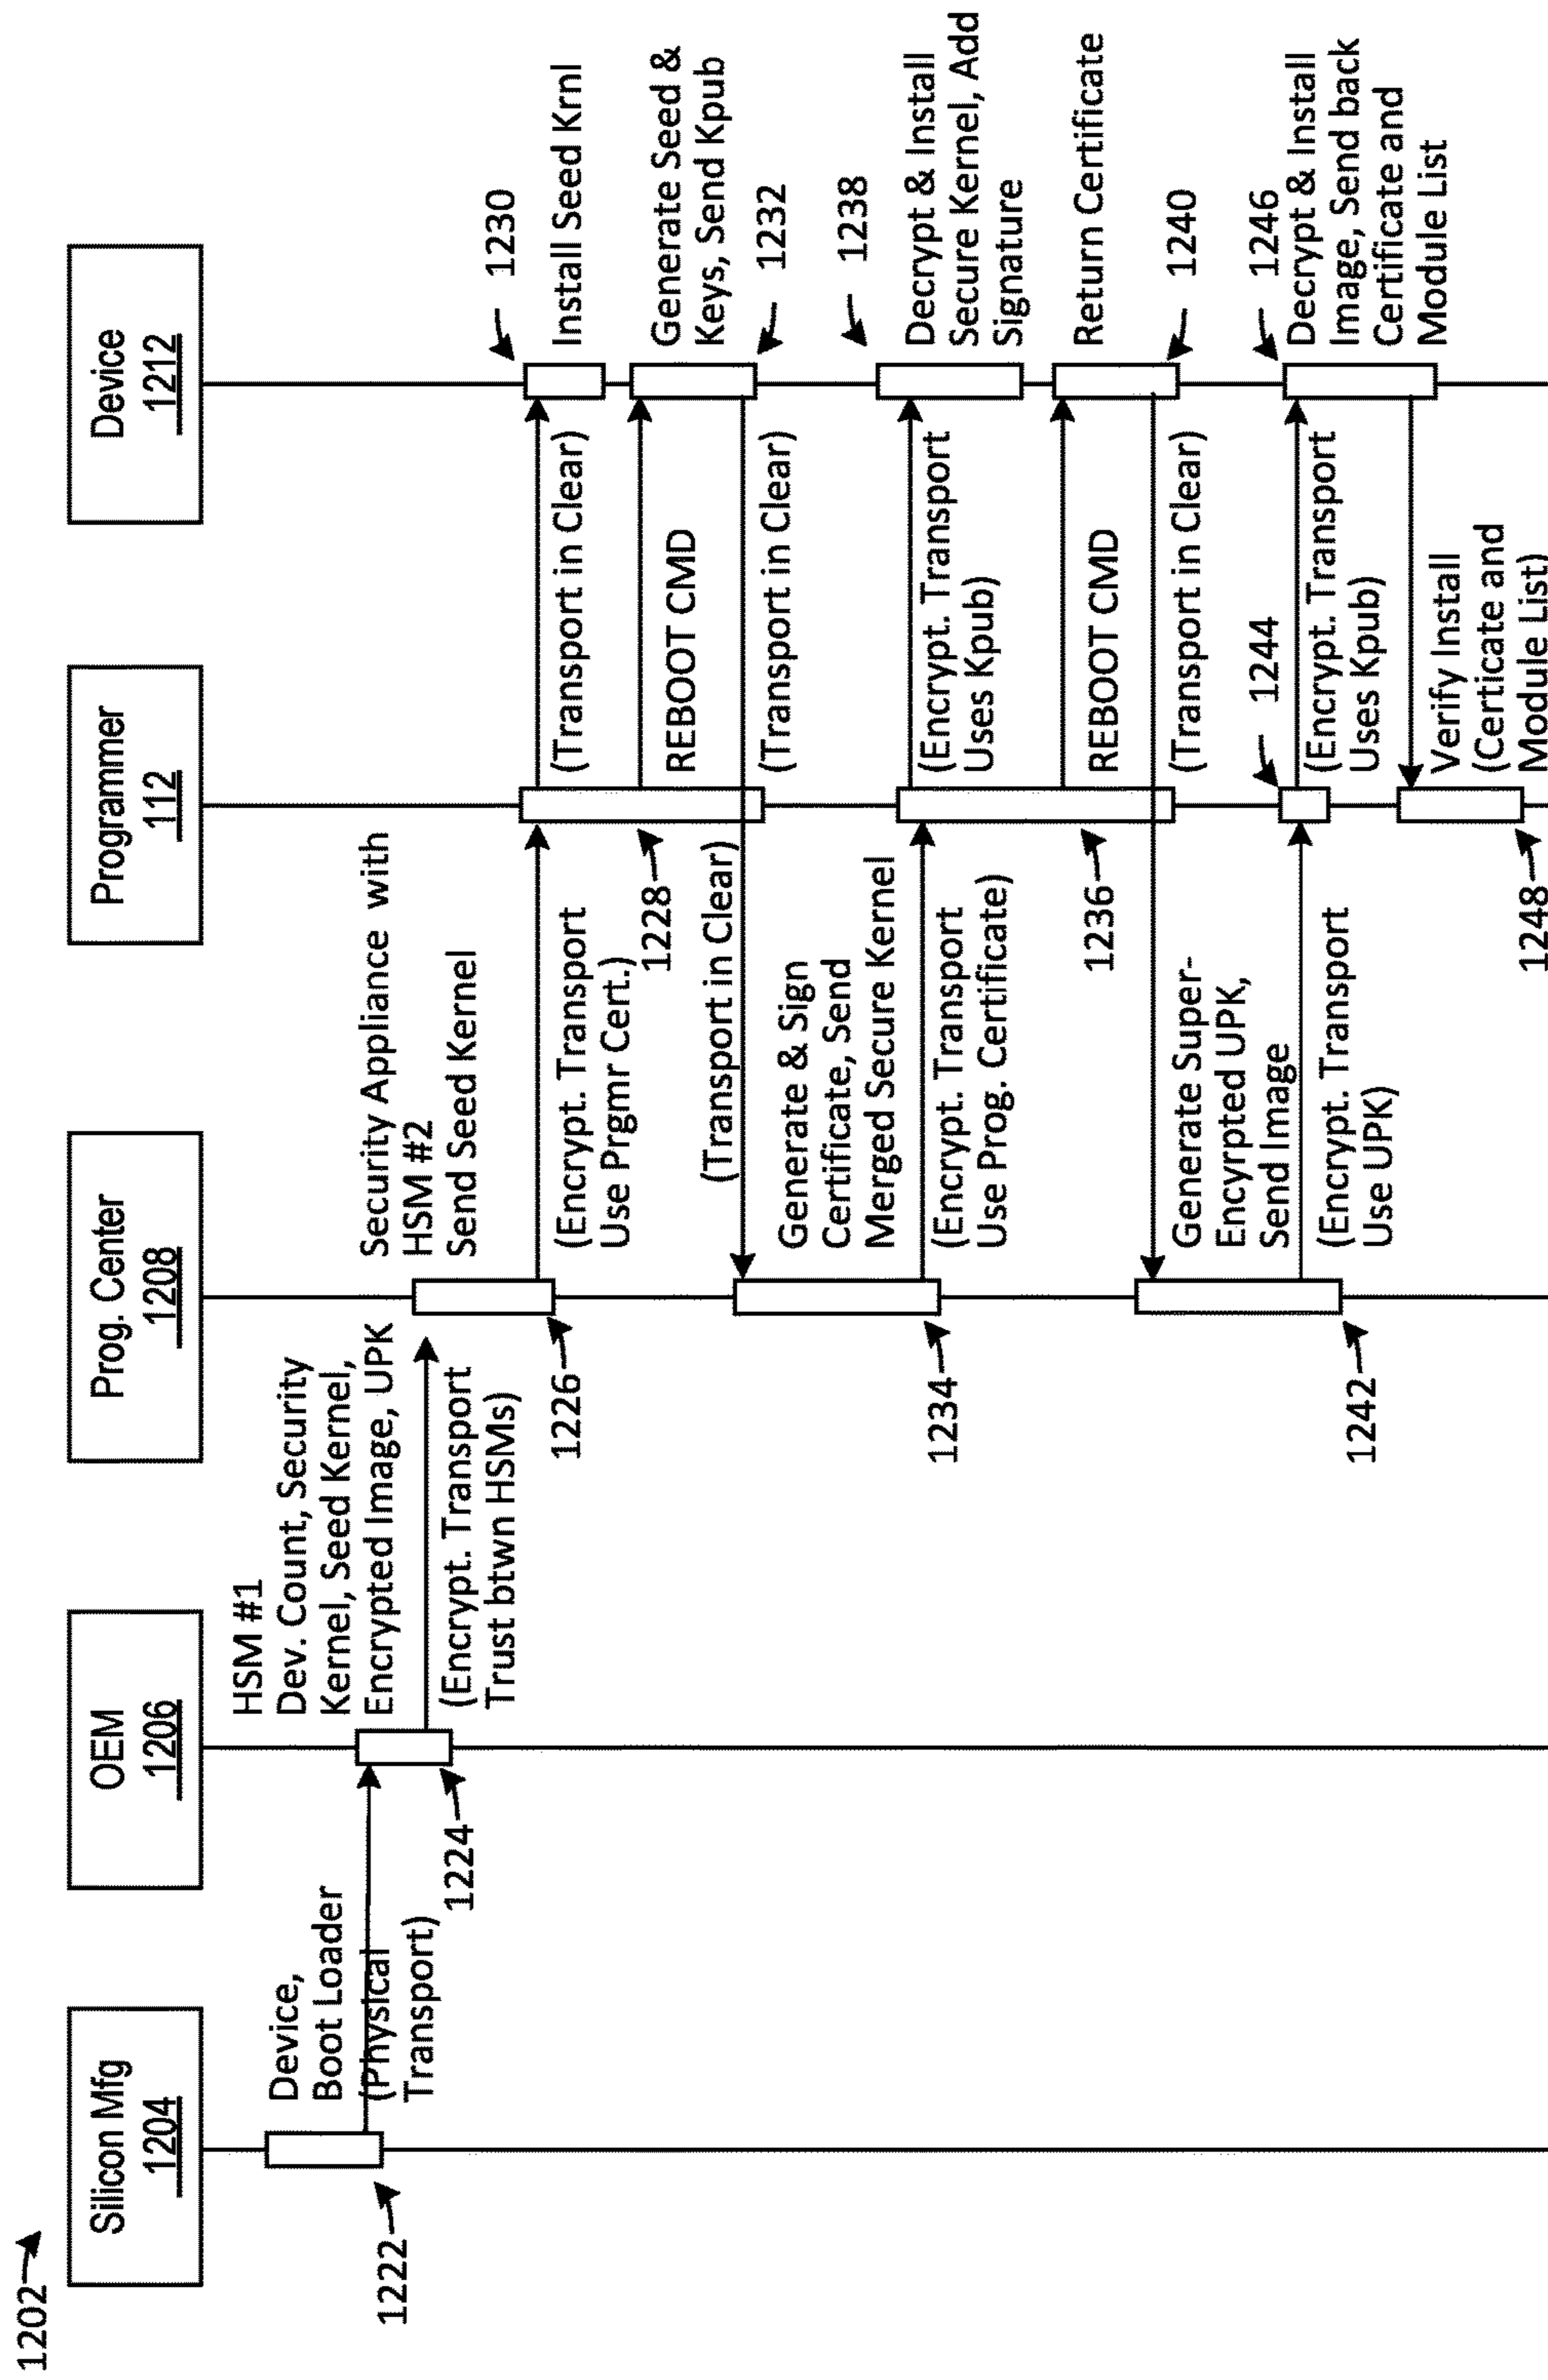 1202
Silicon Mfg
1204
OEM
1206
Prog. Center
1208
Programmer
112
Device
1212
Device,
Boot Loader
(Physical
Transport)
1222
HSM #1
Dev. Count, Security
Kernel, Seed Kernel,
Encrypted Image, UPK
(Encrypt. Transport
Trust btwn HSMs)
1224
Security Appliance with
HSM #2
Send Seed Kernel
(Encrypt. Transport
Use Prgmr Cert.)
1226
(Transport in Clear)
1228
1230
Install Seed Krnl
REBOOT CMD
Generate Seed &
Keys, Send Kpub
1232
(Transport in Clear)
(Transport in Clear)
Generate & Sign
Certificate, Send
Merged Secure Kernel
(Encrypt. Transport
Use Prog. Certificate)
1234
(Encrypt. Transport
Uses Kpub)
1236
1238
Decrypt & Install
Secure Kernel, Add
Signature
REBOOT CMD
Return Certificate
1240
(Transport in Clear)
Generate Super-
Encyrpted UPK,
Send Image
(Encrypt. Transport
Use UPK)
1242
1244
(Encrypt. Transport
Uses Kpub)
1246
Decrypt & Install
Image, Send back
Certificate and
Module List
Verify Install
(Certicate and
Module List)
1248